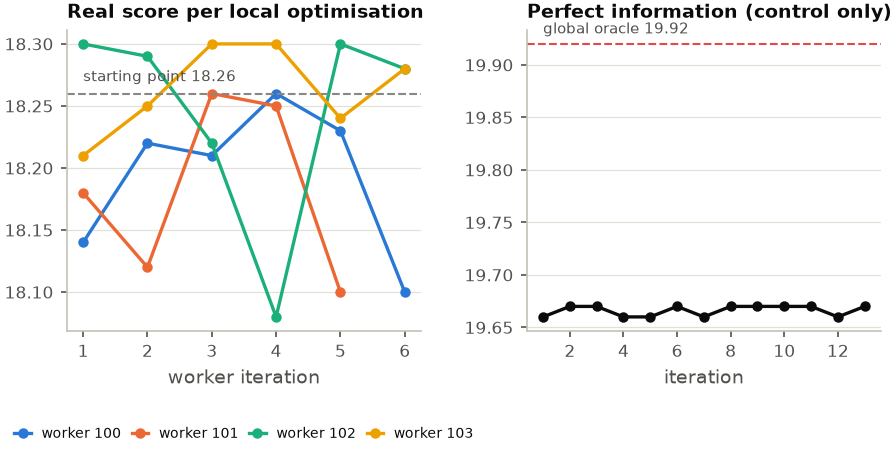 Real score per local optimisation
18.30
18.25
18.20
18.15
18.10
starting point 18.26
1 2 3 4 5 6
worker iteration
Perfect information (control only)
global oracle 19.92
19.90
19.85
19.80
19.75
19.70
19.65
2 4 6 8 10 12
iteration
worker 100 worker 101 worker 102 worker 103